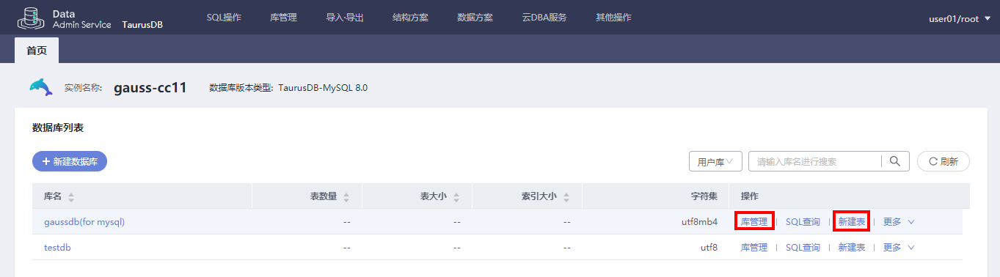 Data
Admin Service TaurusDB SQL操作 库管理 导入·导出 结构方案 数据方案 云DBA服务 其他操作 user01/root
首页
实例名称: gauss-cc11 数据库版本类型: TaurusDB-MySQL 8.0
数据库列表
+ 新建数据库 用户库 请输入库名进行搜索 刷新
库名 表数量 表大小 索引大小 字符集 操作
gaussdb(for mysql) -- -- -- utf8mb4 库管理 | SQL查询 | 新建表 | 更多
testdb -- -- -- utf8 库管理 | SQL查询 | 新建表 | 更多